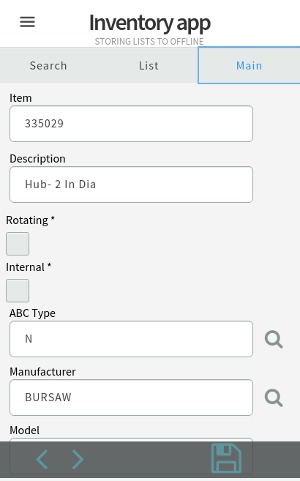 Inventory app
STORING LISTS TO OFFLINE
Search List Main
Item
335029
Description
Hub- 2 In Dia
Rotating *
Internal *
ABC Type
N
Manufacturer
BURSAW
Model